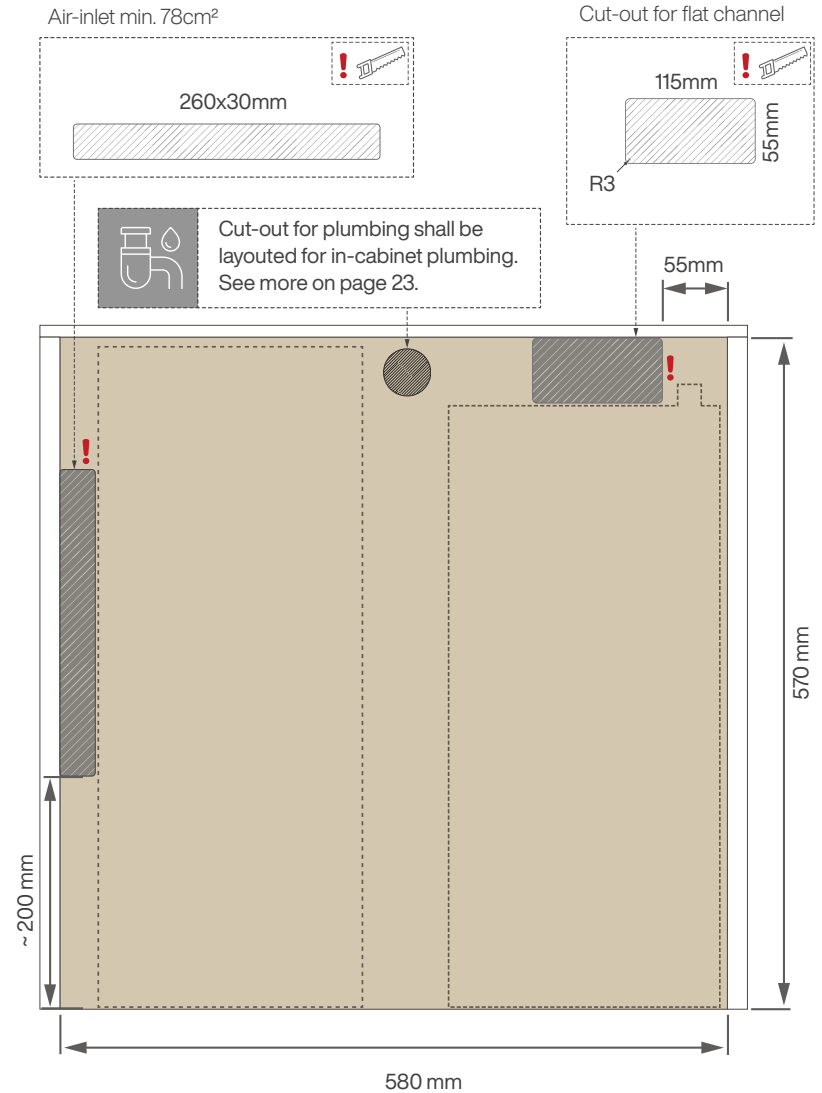 Air-inlet min. 78cm²
Cut-out for flat channel
!
!
260x30mm
115mm
55mm
R3
Cut-out for plumbing shall be
layouted for in-cabinet plumbing.
See more on page 23.
55mm
!
!
570 mm
~ 200 mm
580 mm